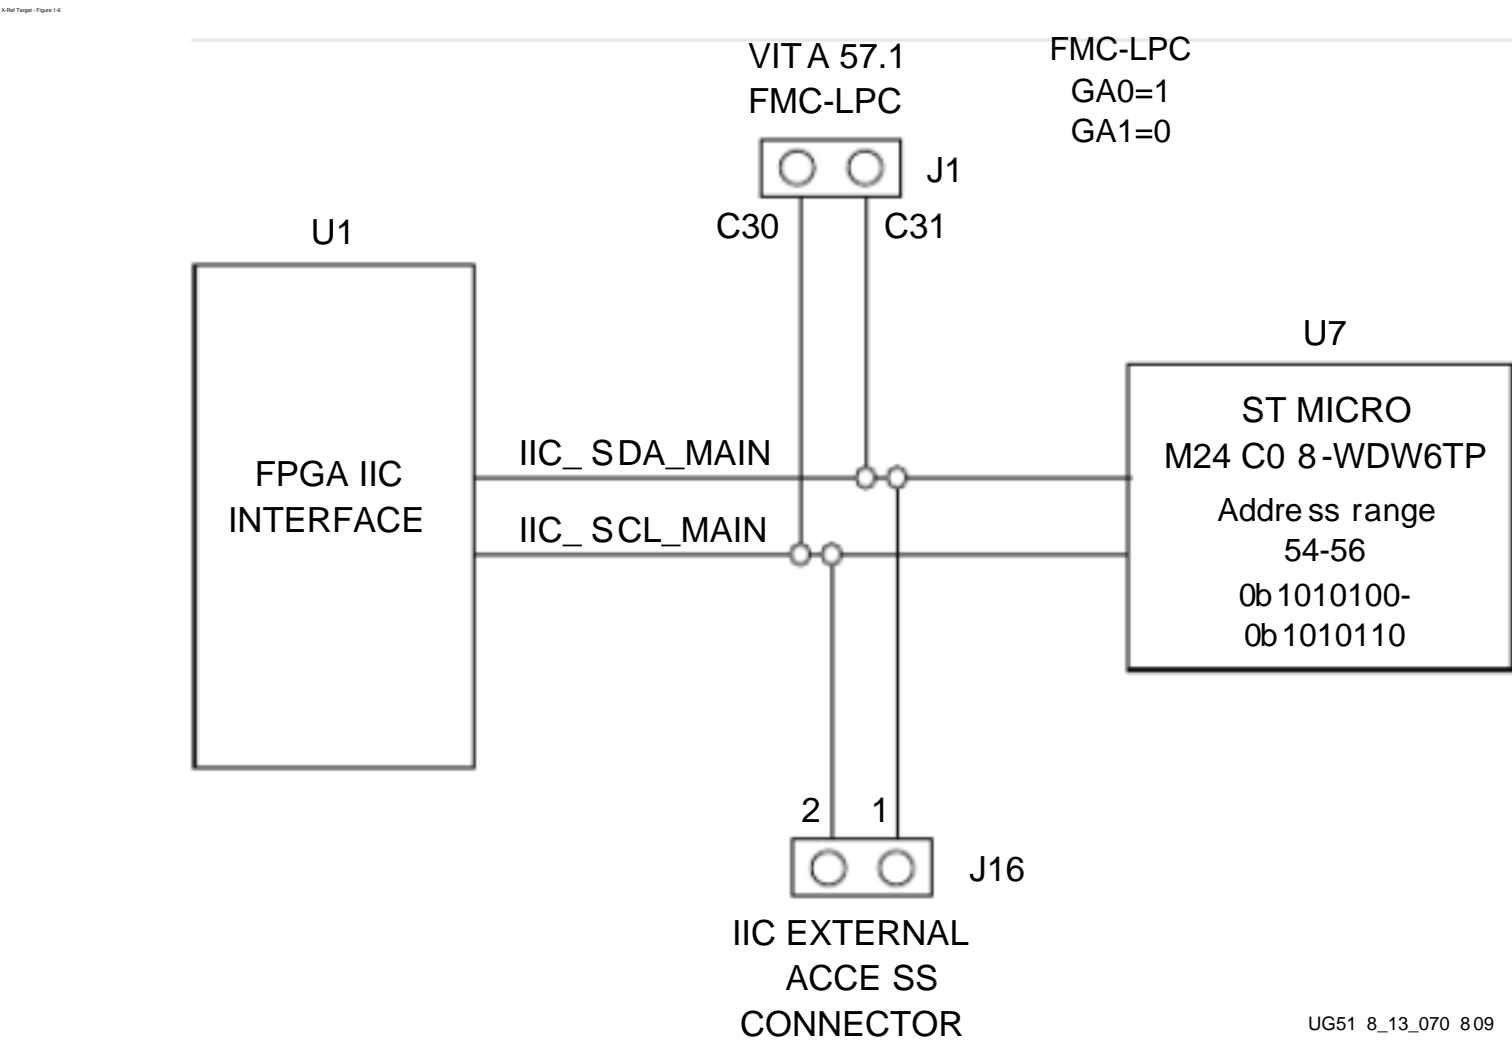 X-Ref Target - Figure 1-6
VITA 57.1
FMC-LPC
FMC-LPC
GA0=1
GA1=0
J1
C30
C31
U1
U7
FPGA IIC
INTERFACE
IIC_SDA_MAIN
IIC_SCL_MAIN
ST MICRO
M24C08-WDW6TP
Address range
54-56
0b1010100-
0b1010110
2
1
J16
IIC EXTERNAL
ACCESS
CONNECTOR
UG518_13_070809